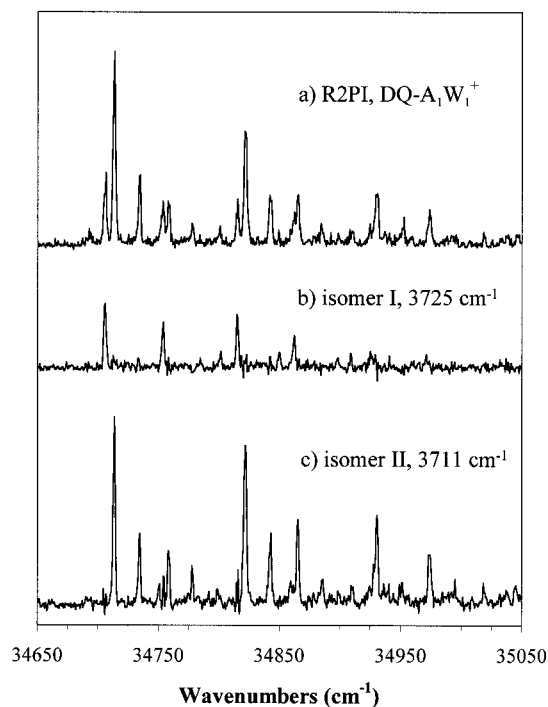 a) R2PI, DQ-A₁W₁⁺
b) isomer I, 3725 cm⁻¹
c) isomer II, 3711 cm⁻¹
34650 34750 34850 34950 35050
Wavenumbers (cm⁻¹)